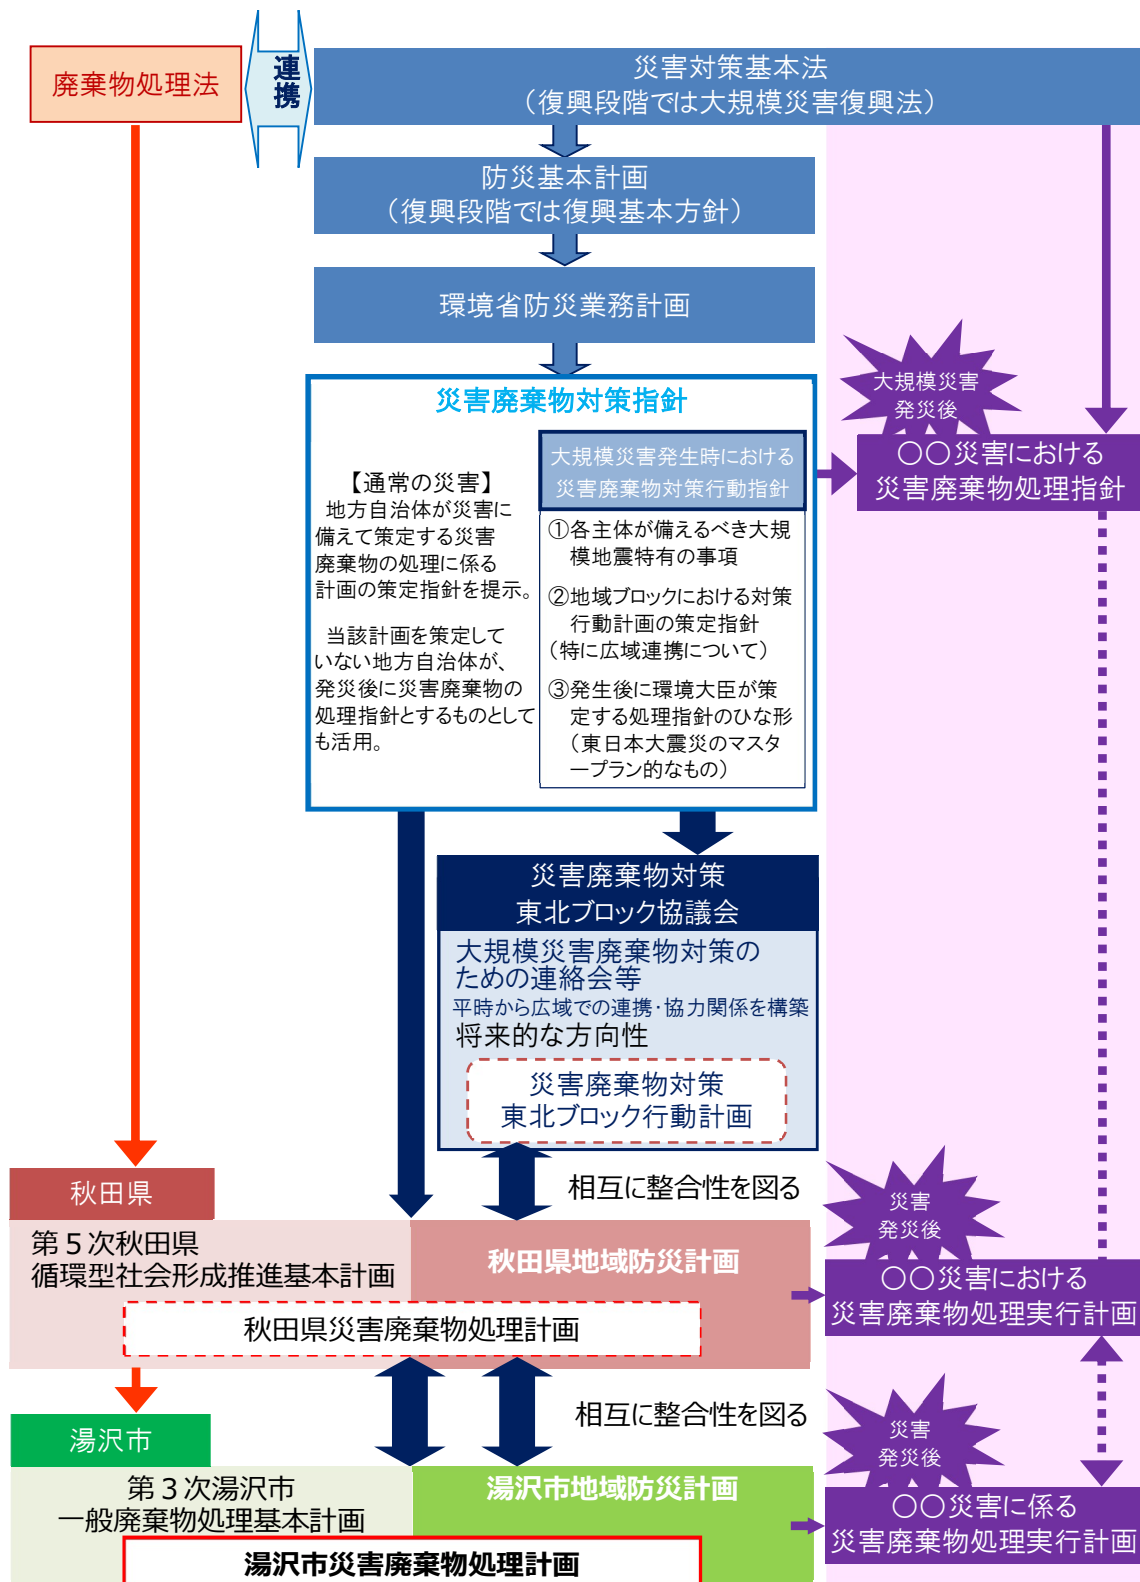 廃棄物処理法
連携
災害対策基本法
（復興段階では大規模災害復興法）
防災基本計画
（復興段階では復興基本方針）
環境省防災業務計画
災害廃棄物対策指針
【通常の災害】
地方自治体が災害に
備えて策定する災害
廃棄物の処理に係る
計画の策定指針を提示。
当該計画を策定して
いない地方自治体が、
発災後に災害廃棄物の
処理指針とするものとして
も活用。
大規模災害発生時における
災害廃棄物対策行動指針
①各主体が備えるべき大規
模地震特有の事項
②地域ブロックにおける対策
行動計画の策定指針
（特に広域連携について）
③発生後に環境大臣が策
定する処理指針のひな形
（東日本大震災のマスタ
ープラン的なもの）
大規模災害
発災後
〇〇災害における
災害廃棄物処理指針
災害廃棄物対策
東北ブロック協議会
大規模災害廃棄物対策の
ための連絡会等
平時から広域での連携・協力関係を構築
将来的な方向性
災害廃棄物対策
東北ブロック行動計画
相互に整合性を図る
秋田県
第５次秋田県
循環型社会形成推進基本計画
秋田県地域防災計画
秋田県災害廃棄物処理計画
災害
発災後
〇〇災害における
災害廃棄物処理実行計画
相互に整合性を図る
湯沢市
第３次湯沢市
一般廃棄物処理基本計画
湯沢市地域防災計画
湯沢市災害廃棄物処理計画
災害
発災後
〇〇災害に係る
災害廃棄物処理実行計画